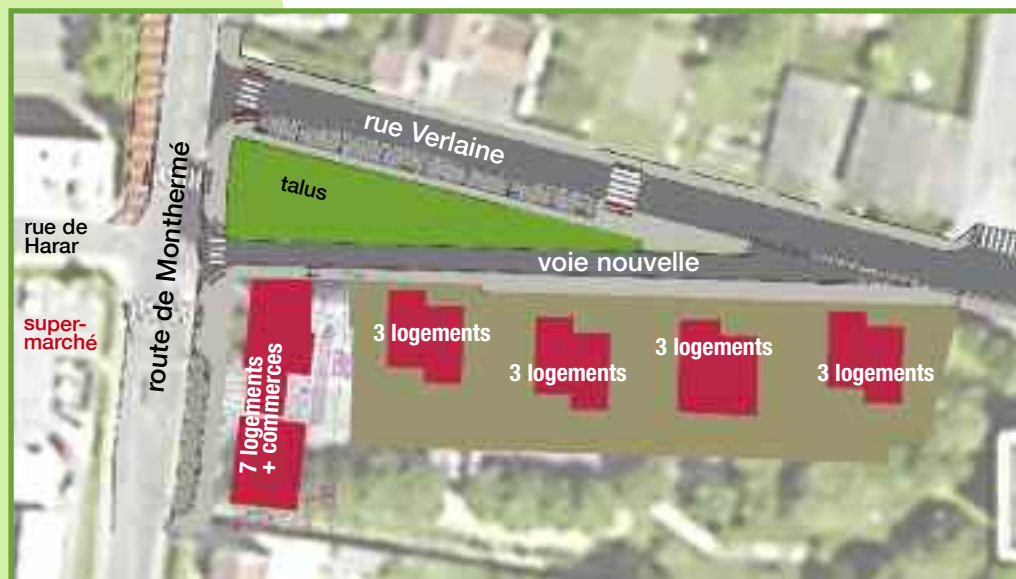 rue Verlaine
talus
route de Monthermé
rue de
Harar
voie nouvelle
super-
marché
3 logements
3 logements
3 logements
3 logements
7 logements
+ commerces